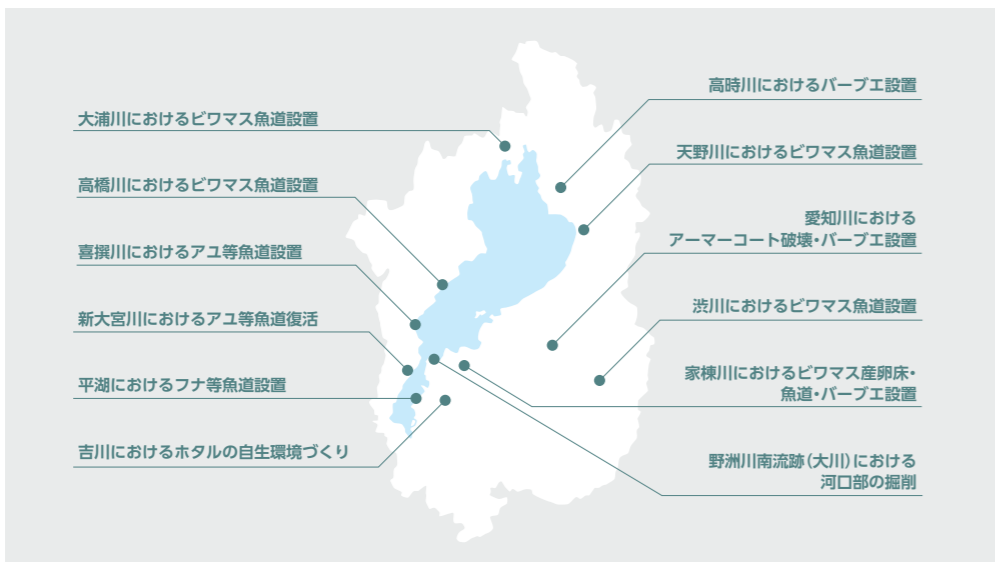 大浦川におけるビワマス魚道設置
高橋川におけるビワマス魚道設置
喜撰川におけるアユ等魚道設置
新大宮川におけるアユ等魚道復活
平湖におけるフナ等魚道設置
吉川におけるホタルの自生環境づくり
高時川におけるバーブエ設置
天野川におけるビワマス魚道設置
愛知川における
アーマーコート破壊・バーブエ設置
渋川におけるビワマス魚道設置
家棟川におけるビワマス産卵床・
魚道・バーブエ設置
野洲川南流跡(大川)における
河口部の掘削